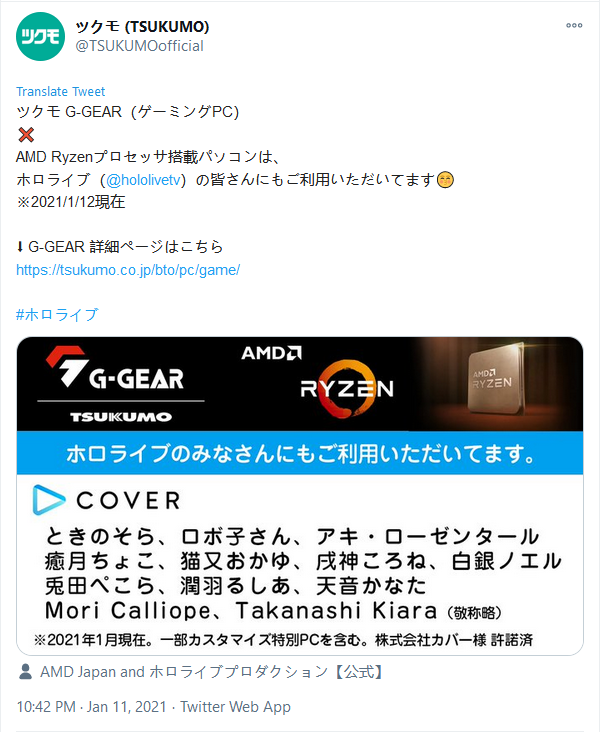 ツクモ (TSUKUMO)
@TSUKUMOofficial
Translate Tweet
ツクモ G-GEAR（ゲーミングPC）
❌
AMD Ryzenプロセッサ搭載パソコンは、
ホロライブ（@hololivetv）の皆さんにもご利用いただいてます😁
※2021/1/12現在
⬇ G-GEAR 詳細ページはこちら
https://tsukumo.co.jp/bto/pc/game/
#ホロライブ
G-GEAR
TSUKUMO
AMD
RYZEN
AMD
RYZEN
ホロライブのみなさんにもご利用いただいてます。
COVER
ときのそら、ロボ子さん、アキ・ローゼンタール
癒月ちょこ、猫又おかゆ、戌神ころね、白銀ノエル
兎田ぺこら、潤羽るしあ、天音かなた
Mori Calliope、Takanashi Kiara（敬称略）
※2021年1月現在。一部カスタマイズ特別PCを含む。株式会社カバー様 許諾済
AMD Japan and ホロライブプロダクション【公式】
10:42 PM · Jan 11, 2021 · Twitter Web App